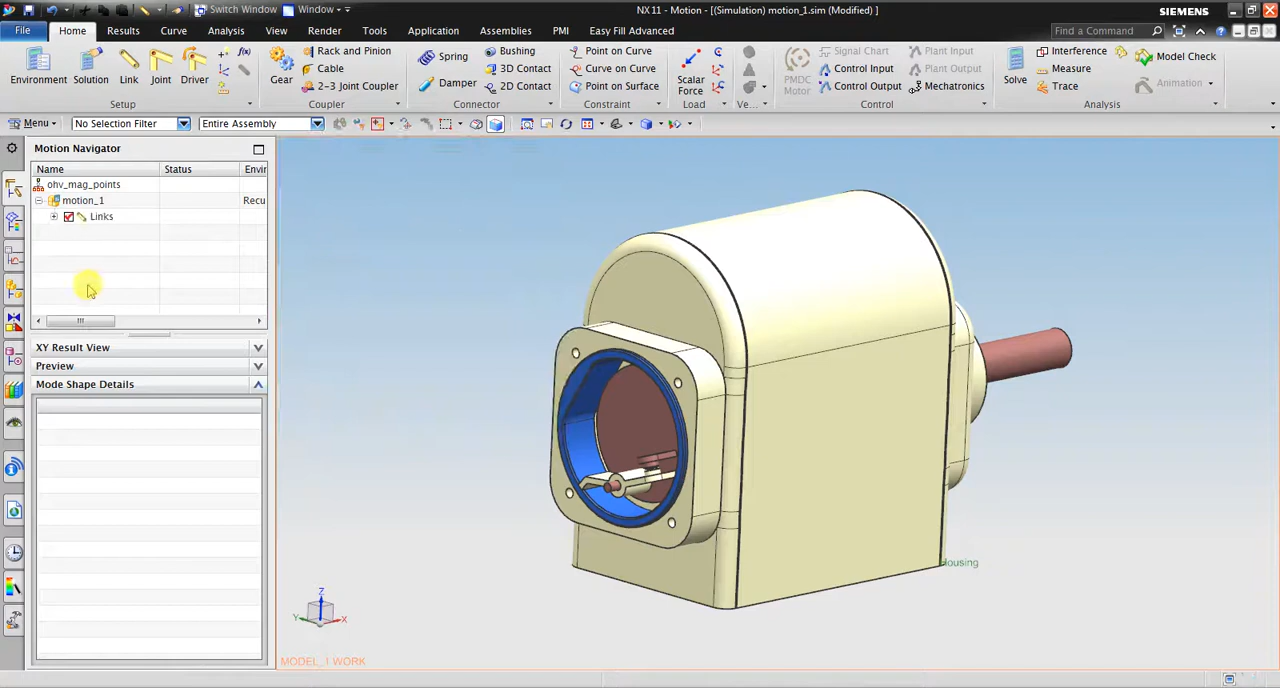 Switch Window Window
NX 11 - Motion - [(Simulation) motion_1.sim (Modified) ]
SIEMENS
File Home Results Curve Analysis View Render Tools Application Assemblies PMI Easy Fill Advanced
Find a Command
Environment Solution Link Joint Driver
Setup
f(x)
Gear
Rack and Pinion
Cable
2-3 Joint Coupler
Coupler
Spring
Damper
Bushing
3D Contact
2D Contact
Connector
Point on Curve
Curve on Curve
Point on Surface
Constraint
Scalar
Force
Load
Ve...
PMDC
Motor
Signal Chart
Control Input
Control Output
Plant Input
Plant Output
Mechatronics
Control
Solve
Interference
Measure
Trace
Model Check
Animation
Analysis
Menu
No Selection Filter
Entire Assembly
Motion Navigator
Name Status Envir
ohv_mag_points
motion_1 Recu
Links
XY Result View
Preview
Mode Shape Details
Housing
Z
Y
X
MODEL_1 WORK